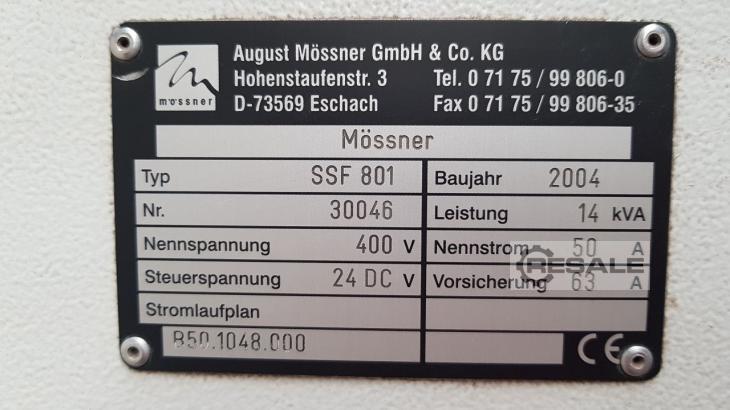 August Mössner GmbH & Co. KG
Hohenstaufenstr. 3 Tel. 0 71 75 / 99 806-0
D-73569 Eschach Fax 0 71 75 / 99 806-35
mössner
Mössner
Typ SSF 801 Baujahr 2004
Nr. 30046 Leistung 14 kVA
Nennspannung 400 V Nennstrom 50 A
Steuerspannung 24 DC V Vorsicherung 63 A
RESALE
Stromlaufplan
B50.1048.000 CE